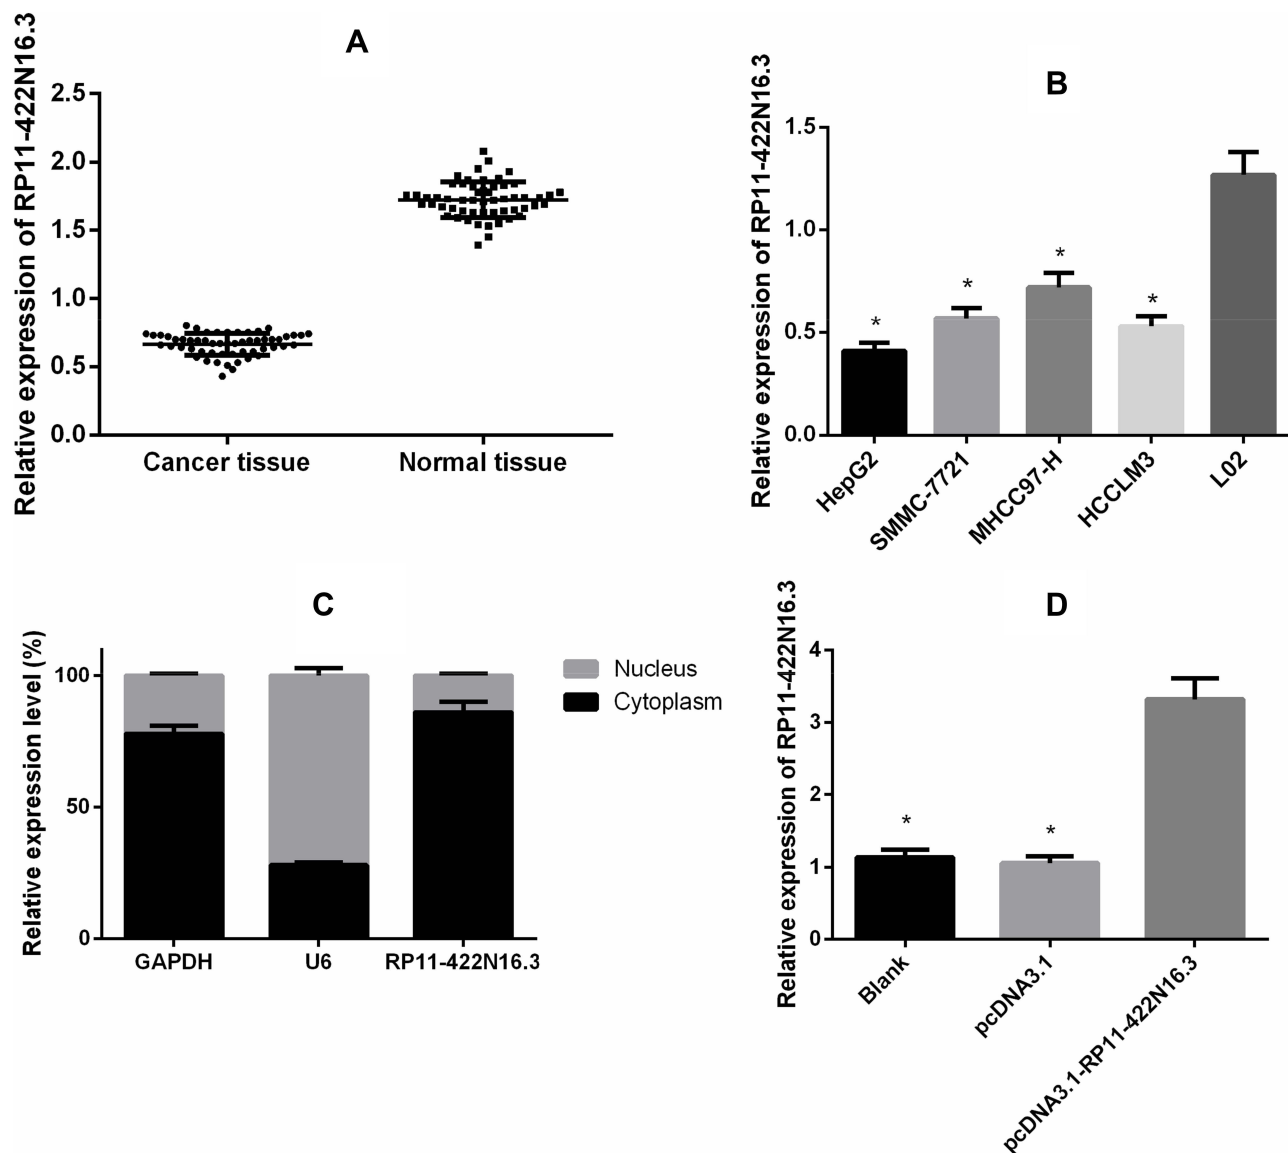 A
Relative expression of RP11-422N16.3
2.5
2.0
1.5
1.0
0.5
0.0
Cancer tissue
Normal tissue
B
Relative expression of RP11-422N16.3
1.5
1.0
0.5
0.0
*
*
*
*
HepG2
SMMC-7721
MHCC97-H
HCCLM3
L02
C
Relative expression level (%)
100
50
0
GAPDH
U6
RP11-422N16.3
Nucleus
Cytoplasm
D
Relative expression of RP11-422N16.3
4
3
2
1
0
*
*
Blank
pcDNA3.1
pcDNA3.1-RP11-422N16.3